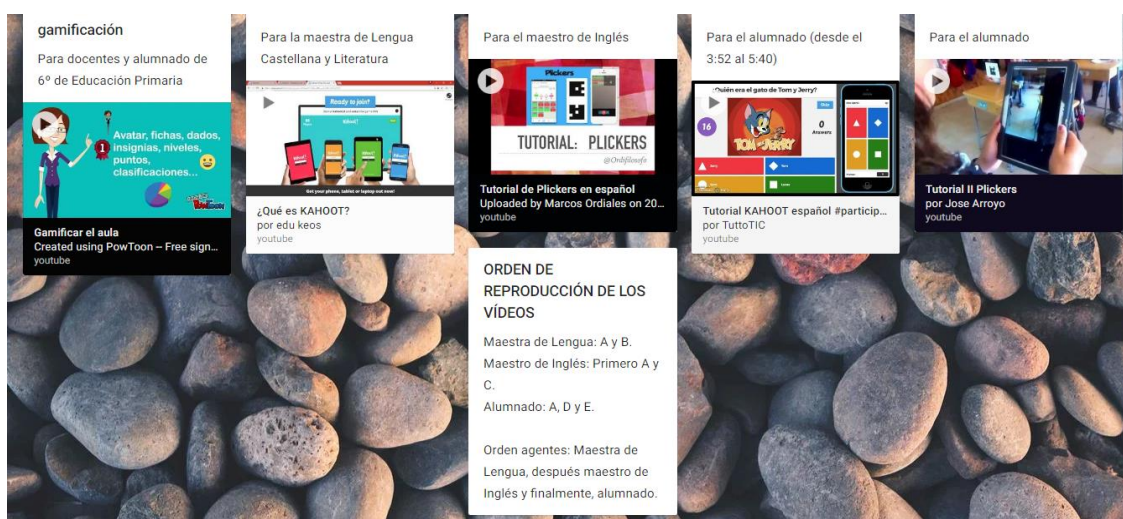 gamificación
Para docentes y alumnado de
6º de Educación Primaria
Avatar, fichas, dados,
insignias, niveles,
puntos,
clasificaciones...
1
Gamificar el aula
Created using PowToon -- Free sign...
youtube
Para la maestra de Lengua
Castellana y Literatura
Ready to join?
Get your phone, tablet or laptop out now!
¿Qué es KAHOOT?
por edu keos
youtube
Para el maestro de Inglés
Plickers
TUTORIAL: PLICKERS
@Ordifilosofo
Tutorial de Plickers en español
Uploaded by Marcos Ordiales on 20...
youtube
ORDEN DE
REPRODUCCIÓN DE LOS
VÍDEOS
Maestra de Lengua: A y B.
Maestro de Inglés: Primero A y
C.
Alumnado: A, D y E.
Orden agentes: Maestra de
Lengua, después maestro de
Inglés y finalmente, alumnado.
Para el alumnado (desde el
3:52 al 5:40)
¿Quién era el gato de Tom y Jerry?
16
TOM and JERRY
0
Answers
Tutorial KAHOOT español #particip...
por TuttoTIC
youtube
Para el alumnado
Tutorial II Plickers
por Jose Arroyo
youtube